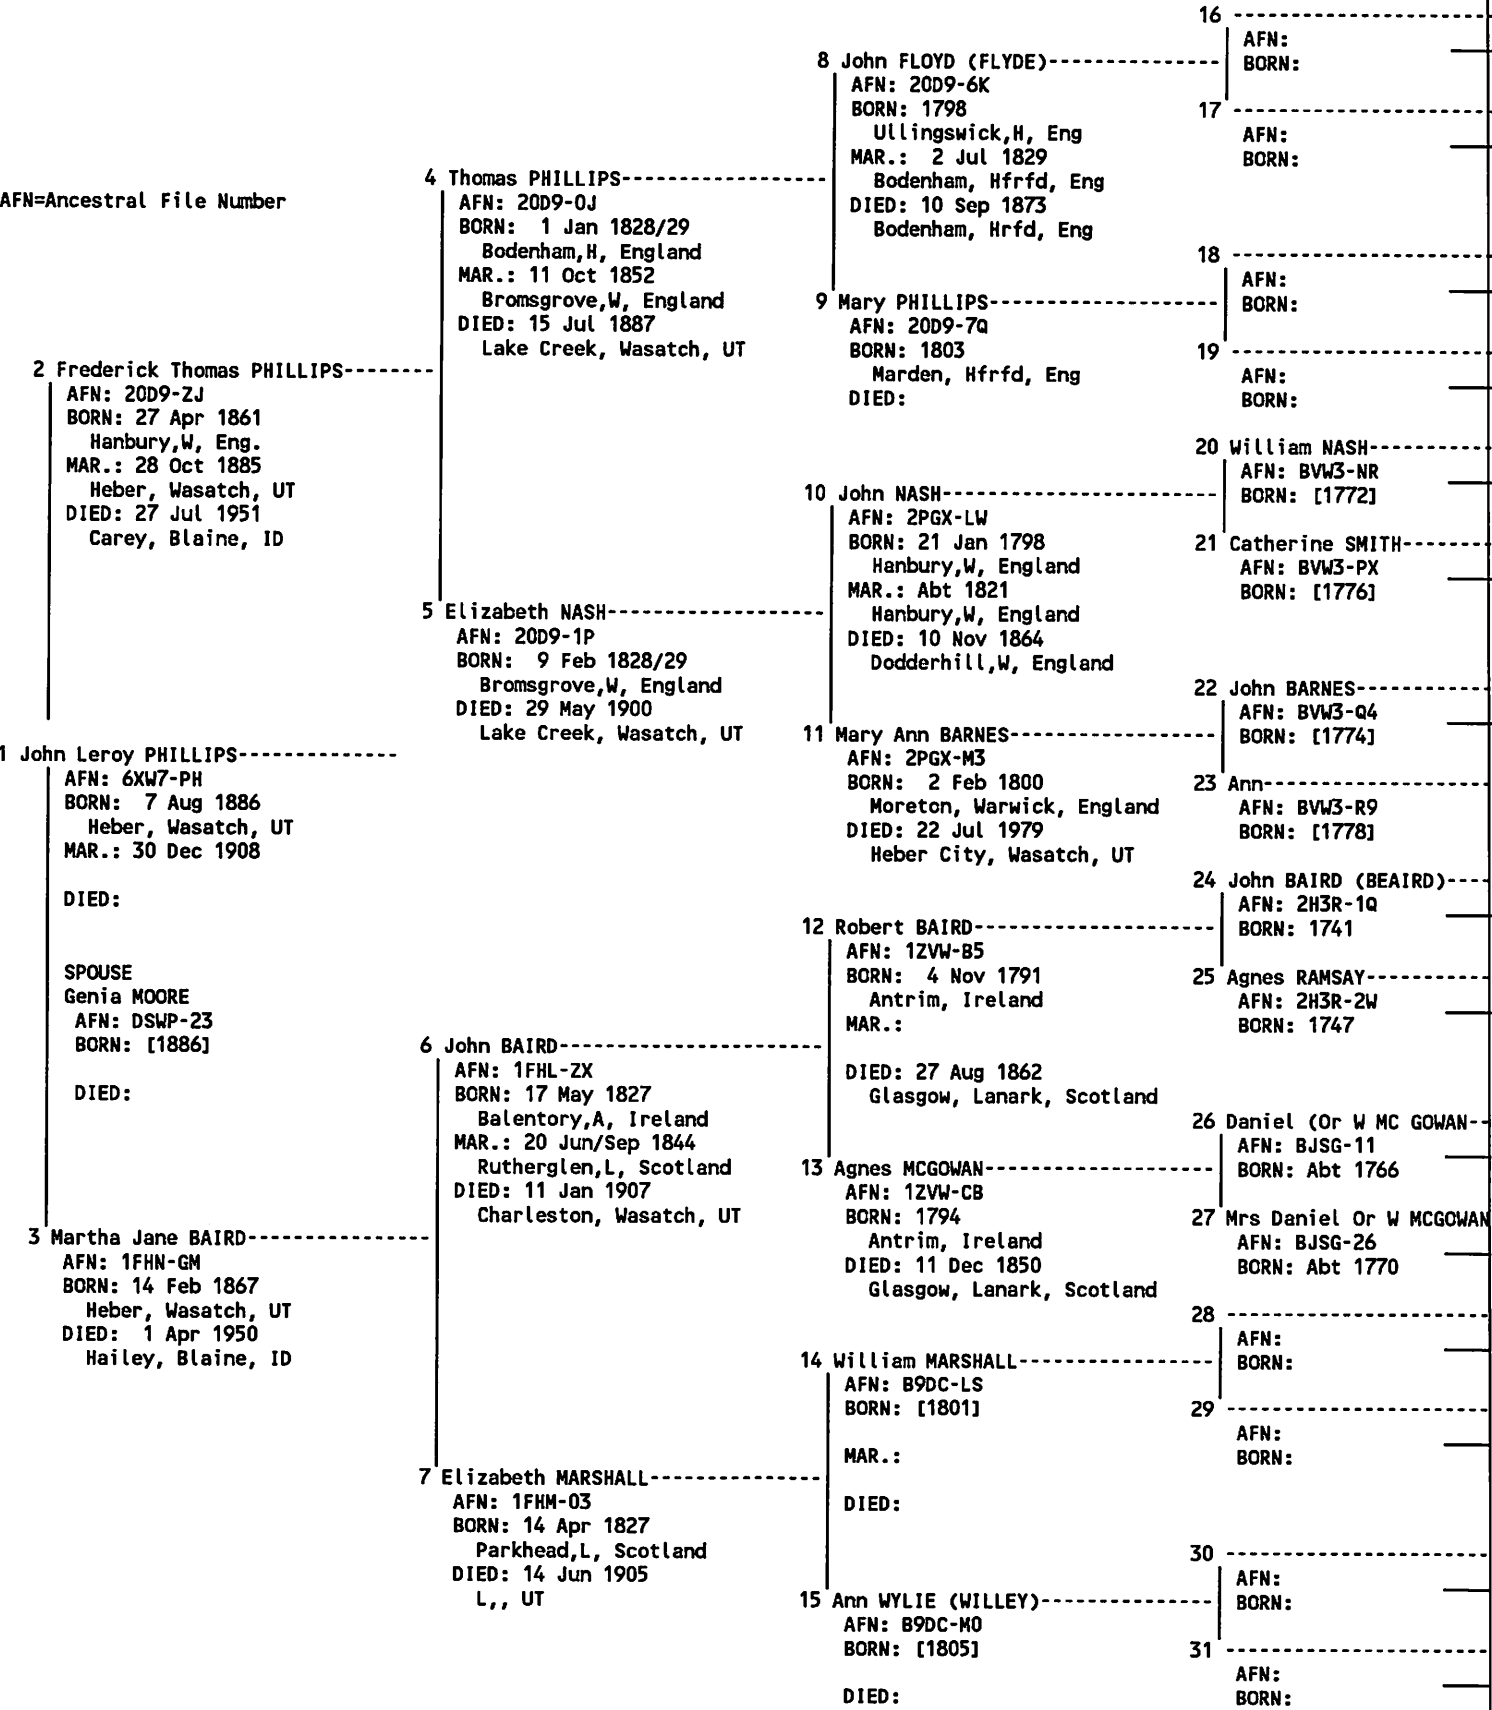 AFN=Ancestral File Number
1 John Leroy PHILLIPS-------------
AFN: 6XW7-PH
BORN: 7 Aug 1886
Heber, Wasatch, UT
MAR.: 30 Dec 1908
DIED:
SPOUSE
Genia MOORE
AFN: DSWP-23
BORN: [1886]
DIED:
2 Frederick Thomas PHILLIPS--------
AFN: 20D9-ZJ
BORN: 27 Apr 1861
Hanbury,W, Eng.
MAR.: 28 Oct 1885
Heber, Wasatch, UT
DIED: 27 Jul 1951
Carey, Blaine, ID
3 Martha Jane BAIRD----------------
AFN: 1FHN-GM
BORN: 14 Feb 1867
Heber, Wasatch, UT
DIED: 1 Apr 1950
Hailey, Blaine, ID
4 Thomas PHILLIPS------------------
AFN: 20D9-0J
BORN: 1 Jan 1828/29
Bodenham,H, England
MAR.: 11 Oct 1852
Bromsgrove,W, England
DIED: 15 Jul 1887
Lake Creek, Wasatch, UT
5 Elizabeth NASH-------------------
AFN: 20D9-1P
BORN: 9 Feb 1828/29
Bromsgrove,W, England
DIED: 29 May 1900
Lake Creek, Wasatch, UT
6 John BAIRD-----------------------
AFN: 1FHL-ZX
BORN: 17 May 1827
Balentory,A, Ireland
MAR.: 20 Jun/Sep 1844
Rutherglen,L, Scotland
DIED: 11 Jan 1907
Charleston, Wasatch, UT
7 Elizabeth MARSHALL---------------
AFN: 1FHM-03
BORN: 14 Apr 1827
Parkhead,L, Scotland
DIED: 14 Jun 1905
L,, UT
8 John FLOYD (FLYDE)---------------
AFN: 20D9-6K
BORN: 1798
Ullingswick,H, Eng
MAR.: 2 Jul 1829
Bodenham, Hfrfd, Eng
DIED: 10 Sep 1873
Bodenham, Hrfd, Eng
9 Mary PHILLIPS--------------------
AFN: 20D9-7Q
BORN: 1803
Marden, Hfrfd, Eng
DIED:
10 John NASH------------------------
AFN: 2PGX-LW
BORN: 21 Jan 1798
Hanbury,W, England
MAR.: Abt 1821
Hanbury,W, England
DIED: 10 Nov 1864
Dodderhill,W, England
11 Mary Ann BARNES------------------
AFN: 2PGX-M3
BORN: 2 Feb 1800
Moreton, Warwick, England
DIED: 22 Jul 1979
Heber City, Wasatch, UT
12 Robert BAIRD---------------------
AFN: 1ZVW-B5
BORN: 4 Nov 1791
Antrim, Ireland
MAR.:
DIED: 27 Aug 1862
Glasgow, Lanark, Scotland
13 Agnes MCGOWAN--------------------
AFN: 1ZVW-CB
BORN: 1794
Antrim, Ireland
DIED: 11 Dec 1850
Glasgow, Lanark, Scotland
14 William MARSHALL-----------------
AFN: B9DC-LS
BORN: [1801]
MAR.:
DIED:
15 Ann WYLIE (WILLEY)---------------
AFN: B9DC-M0
BORN: [1805]
DIED:
16 -----------------------
AFN:
BORN:
17 -----------------------
AFN:
BORN:
18 -----------------------
AFN:
BORN:
19 -----------------------
AFN:
BORN:
20 William NASH-----------
AFN: BVW3-NR
BORN: [1772]
21 Catherine SMITH--------
AFN: BVW3-PX
BORN: [1776]
22 John BARNES------------
AFN: BVW3-Q4
BORN: [1774]
23 Ann--------------------
AFN: BVW3-R9
BORN: [1778]
24 John BAIRD (BEAIRD)----
AFN: 2H3R-1Q
BORN: 1741
25 Agnes RAMSAY-----------
AFN: 2H3R-2W
BORN: 1747
26 Daniel (Or W MC GOWAN--
AFN: BJSG-11
BORN: Abt 1766
27 Mrs Daniel Or W MCGOWAN
AFN: BJSG-26
BORN: Abt 1770
28 -----------------------
AFN:
BORN:
29 -----------------------
AFN:
BORN:
30 -----------------------
AFN:
BORN:
31 -----------------------
AFN:
BORN: